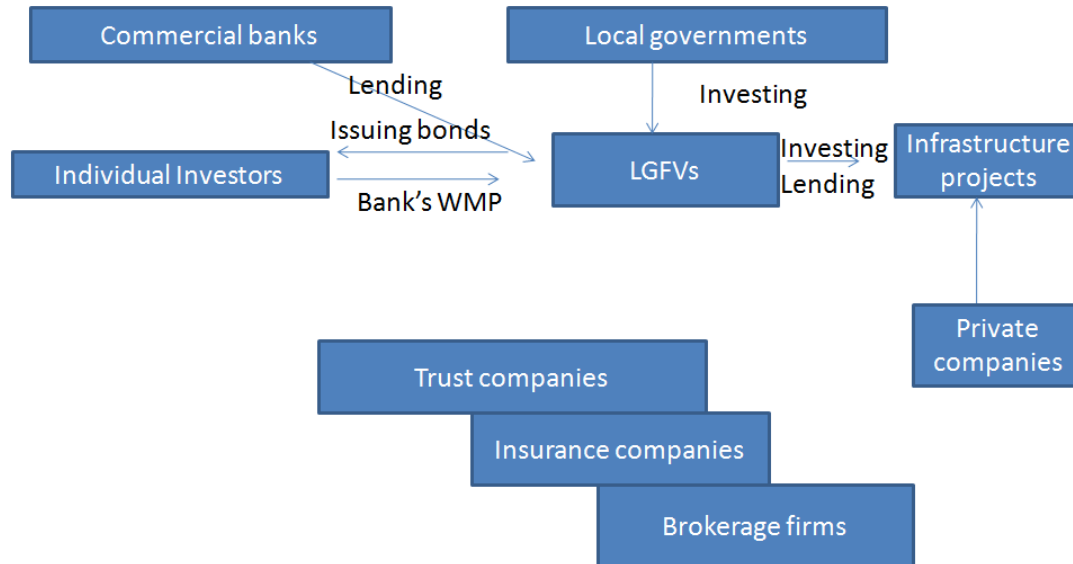 Commercial banks
Local governments
Lending
Investing
Issuing bonds
Individual Investors
Bank's WMP
LGFVs
Investing
Lending
Infrastructure
projects
Private
companies
Trust companies
Insurance companies
Brokerage firms